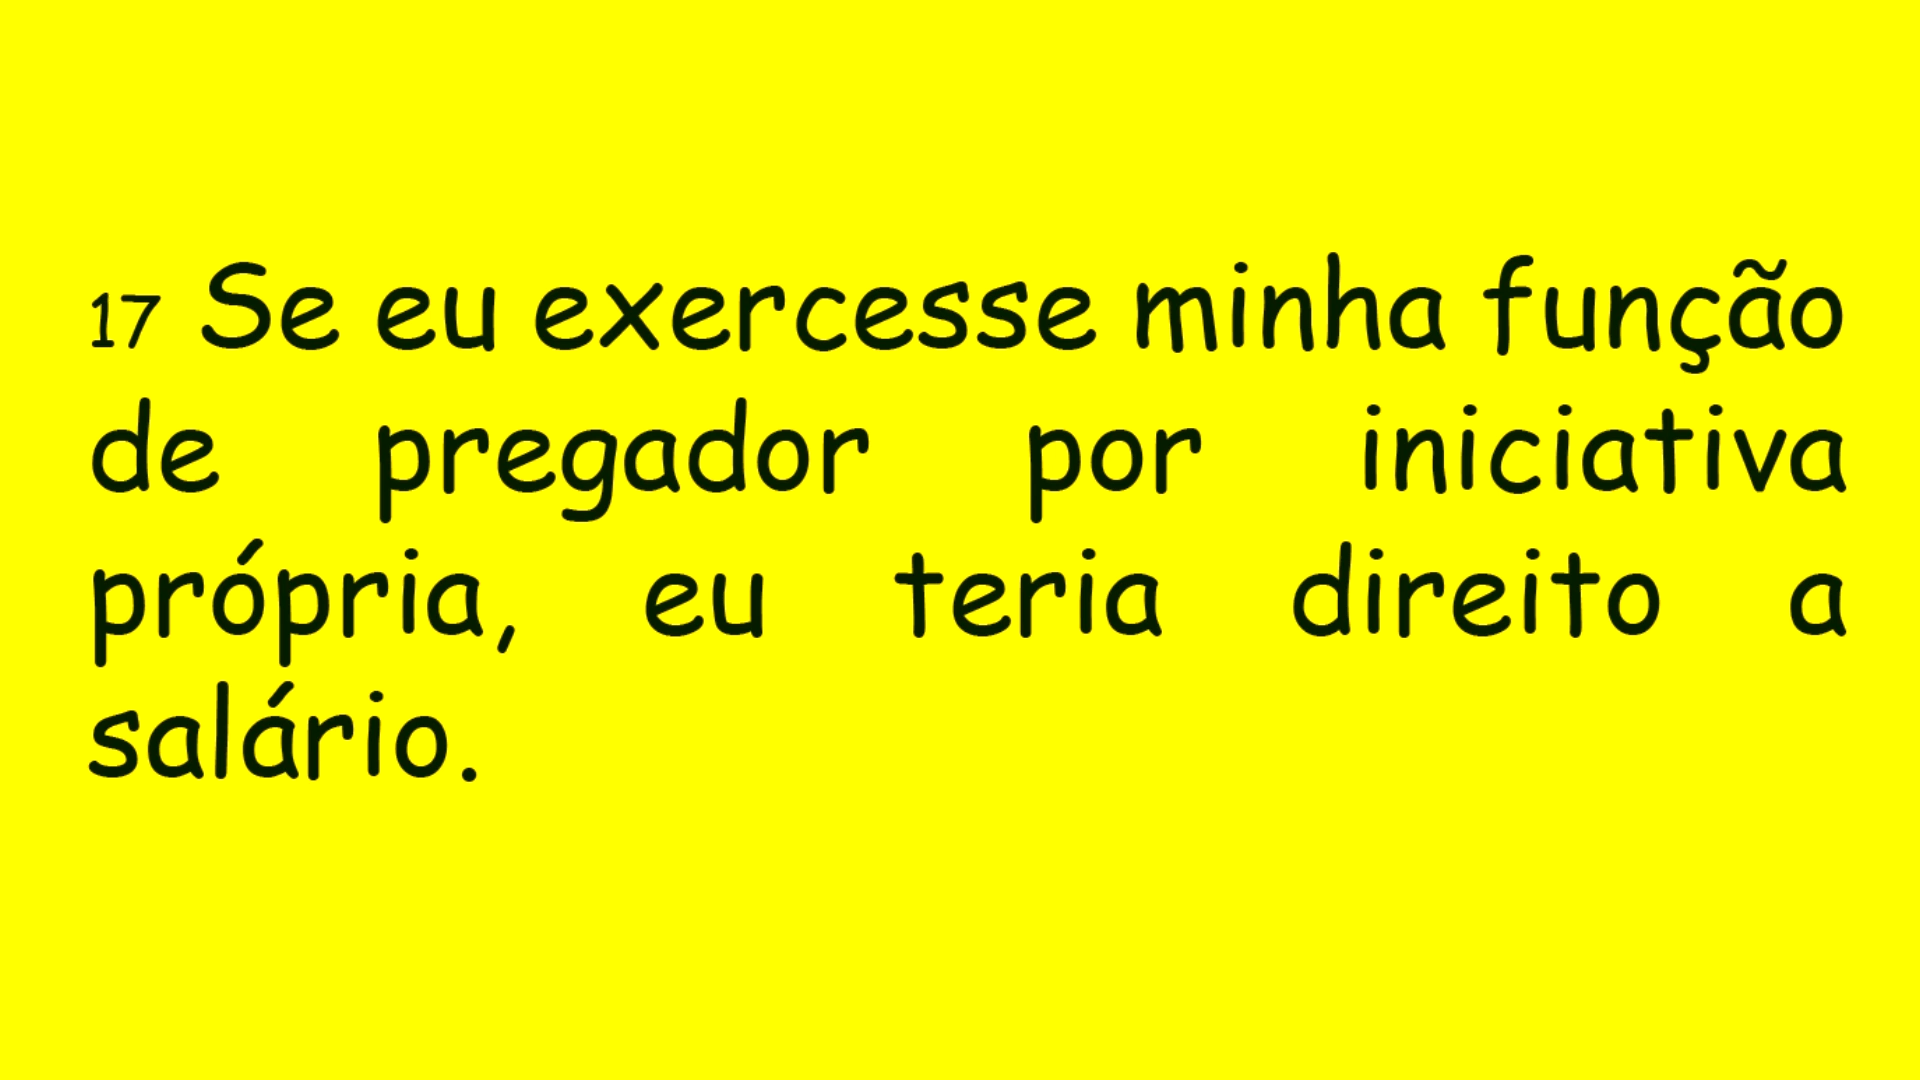 17 Se eu exercesse minha função
de pregador por iniciativa
própria, eu teria direito a
salário.